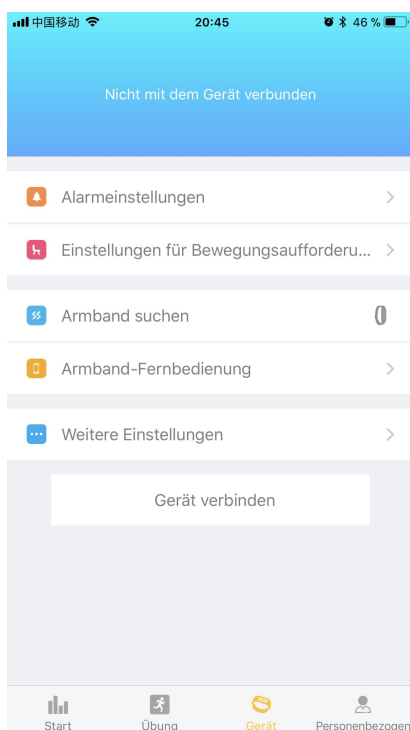 中国移动 20:45 46 %
Nicht mit dem Gerät verbunden
Alarmeinstellungen
Einstellungen für Bewegungsaufforderu...
Armband suchen
Armband-Fernbedienung
Weitere Einstellungen
Gerät verbinden
Start Übung Gerät Personenbezogen